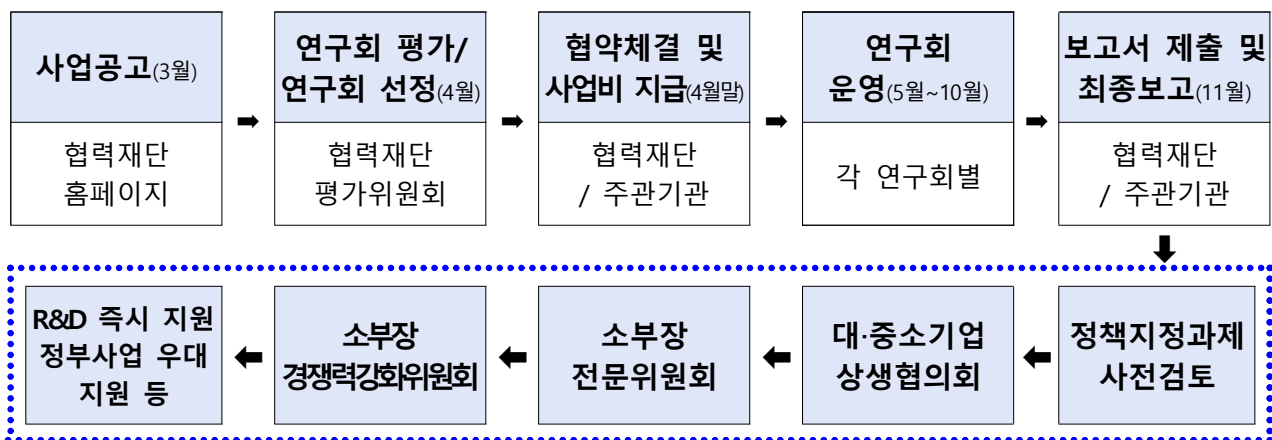 사업공고(3월)
협력재단
홈페이지
➡
연구회 평가/
연구회 선정(4월)
협력재단
평가위원회
➡
협약체결 및
사업비 지급(4월말)
협력재단
/ 주관기관
➡
연구회
운영(5월~10월)
각 연구회별
➡
보고서 제출 및
최종보고(11월)
협력재단
/ 주관기관
⬇
정책지정과제
사전검토
⬅
대·중소기업
상생협의회
⬅
소부장
전문위원회
⬅
소부장
경쟁력강화위원회
⬅
R&D 즉시 지원
정부사업 우대
지원 등